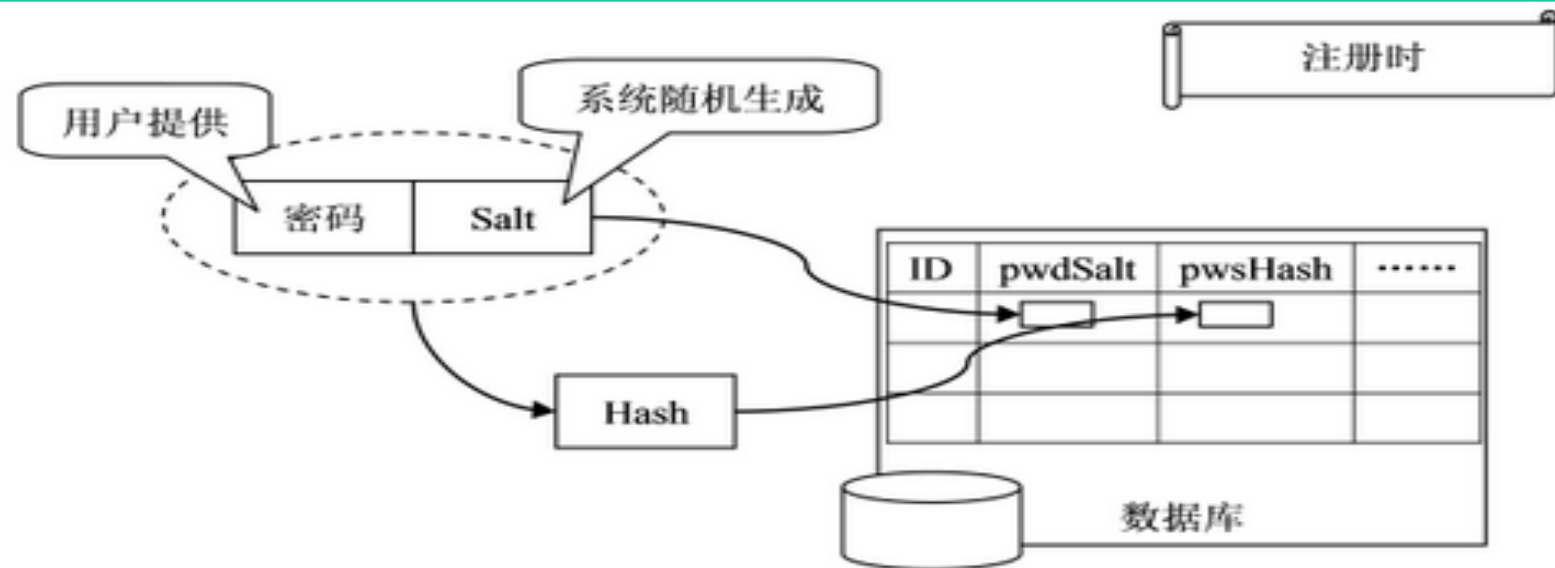 注册时
用户提供
系统随机生成
密码
Salt
ID
pwdSalt
pwsHash
……
Hash
数据库